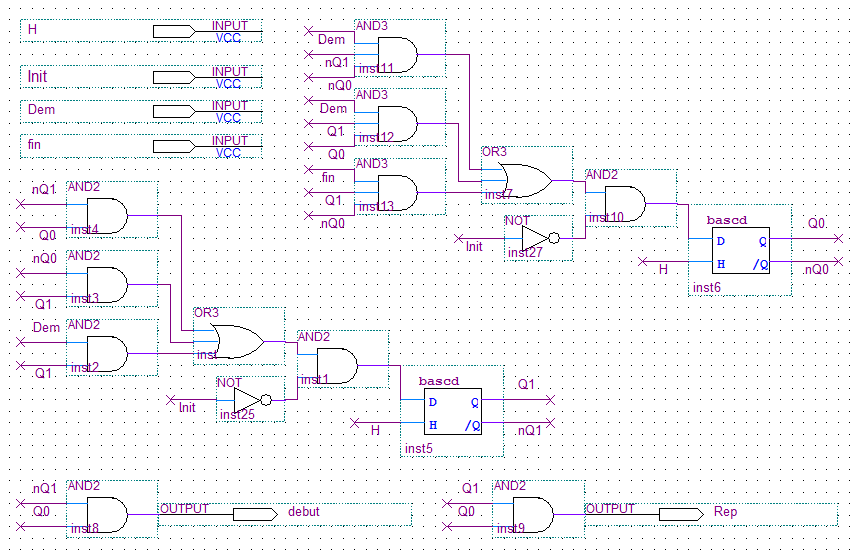 H
INPUT
VCC
Init
INPUT
VCC
Dem
INPUT
VCC
fin
INPUT
VCC
AND3
Dem
nQ1
inst11
nQ0
AND3
Dem
Q1
inst12
Q0
AND3
fin
Q1
inst13
nQ0
OR3
inst7
AND2
inst10
NOT
Init
inst27
bascd
D Q
H /Q
inst6
H
Q0
nQ0
AND2
nQ1
Q0
inst4
AND2
nQ0
Q1
inst3
AND2
Dem
Q1
inst2
OR3
inst
AND2
inst1
NOT
Init
inst25
bascd
D Q
H /Q
inst5
H
Q1
nQ1
AND2
nQ1
Q0
inst8
OUTPUT
debut
AND2
Q1
Q0
inst9
OUTPUT
Rep